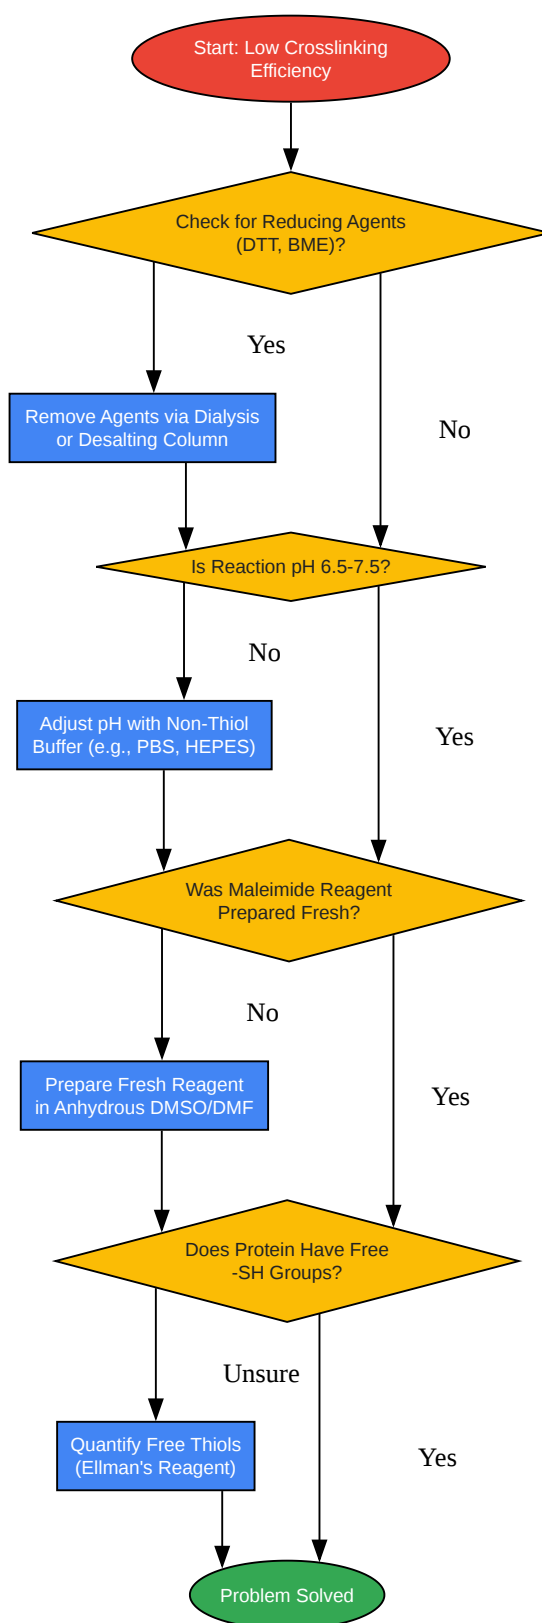 Start: Low Crosslinking
Efficiency
Check for Reducing Agents
(DTT, BME)?
Yes
Remove Agents via Dialysis
or Desalting Column
No
Is Reaction pH 6.5-7.5?
No
Adjust pH with Non-Thiol
Buffer (e.g., PBS, HEPES)
Yes
Was Maleimide Reagent
Prepared Fresh?
No
Prepare Fresh Reagent
in Anhydrous DMSO/DMF
Yes
Does Protein Have Free
-SH Groups?
Unsure
Quantify Free Thiols
(Ellman's Reagent)
Yes
Problem Solved